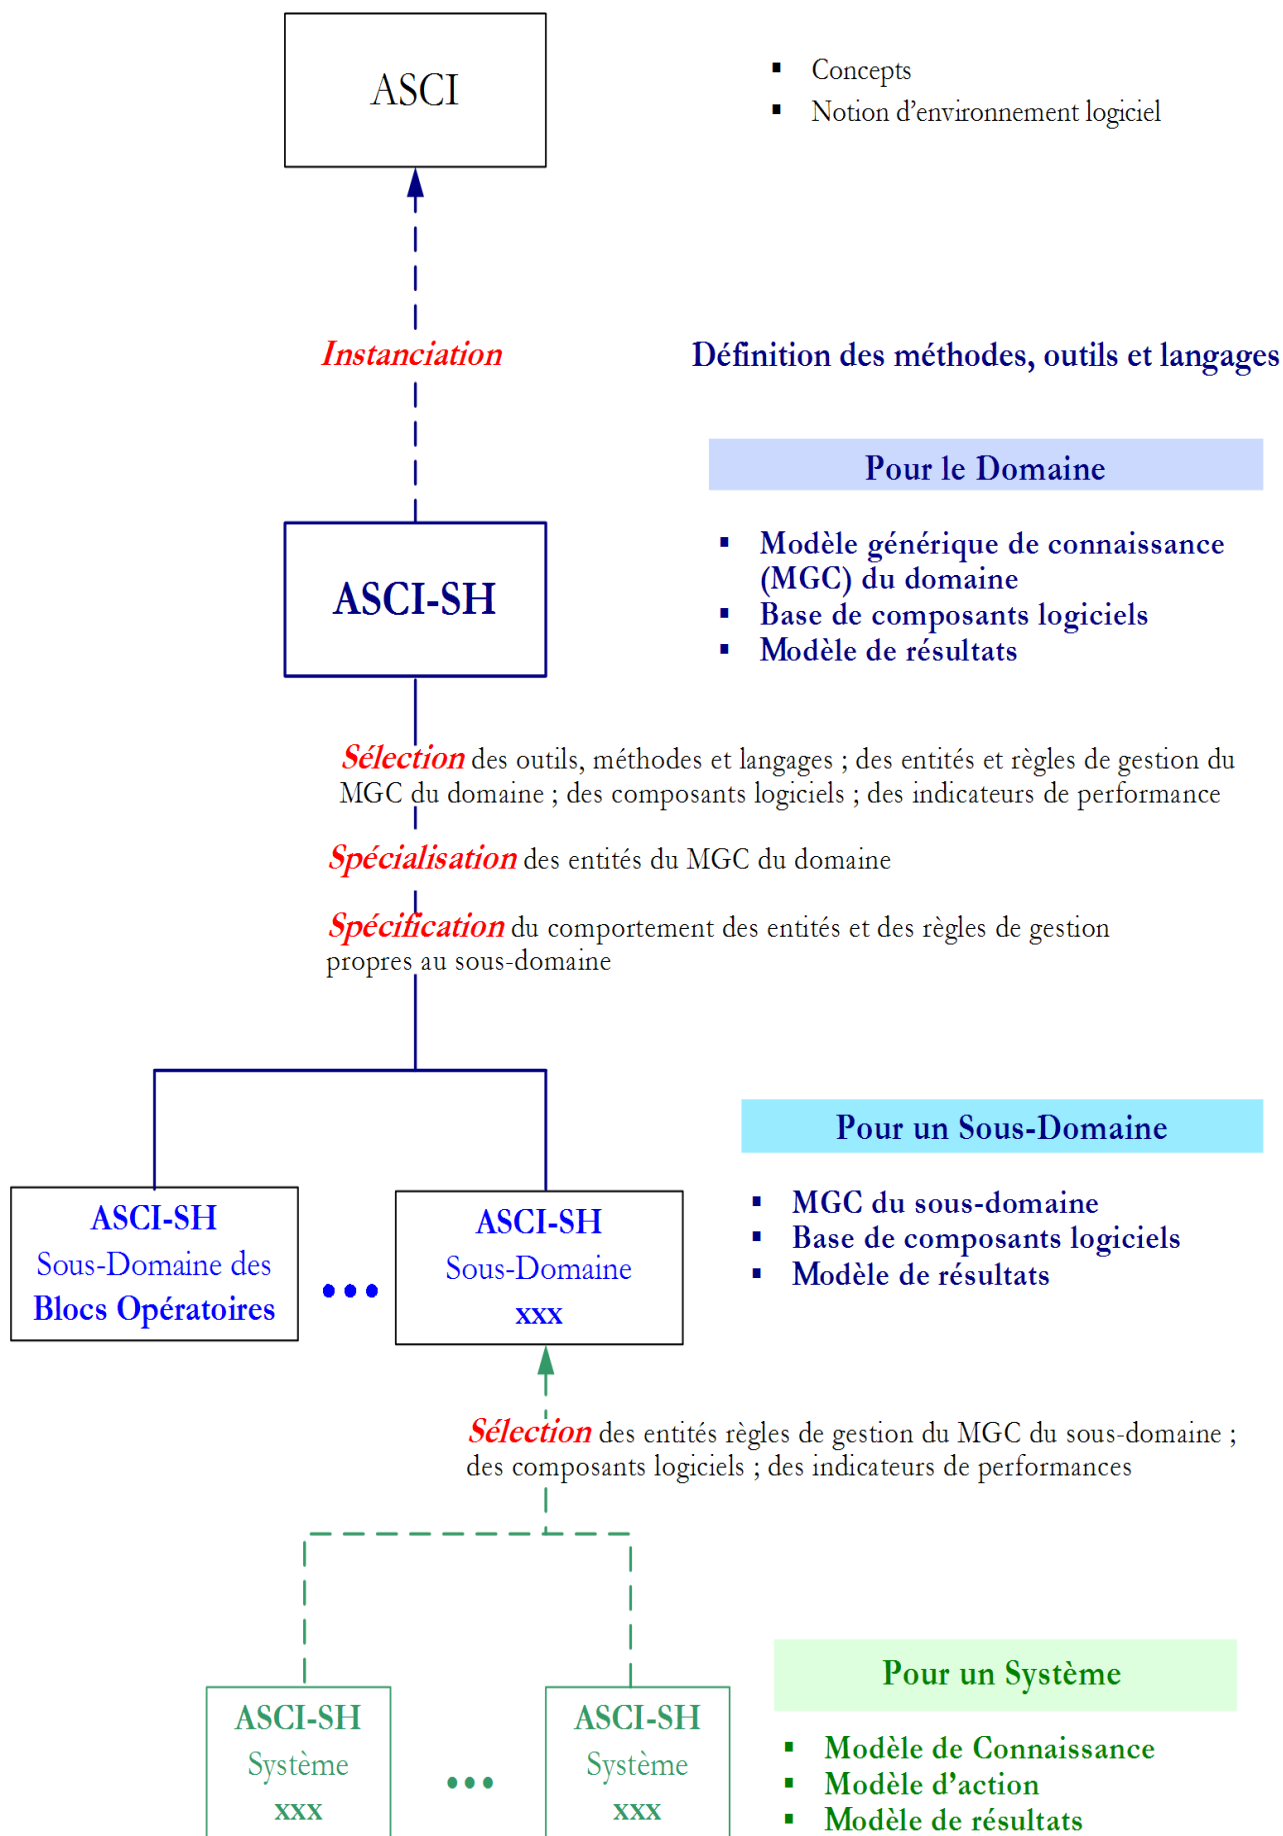 ASCI
▪ Concepts
▪ Notion d’environnement logiciel
Instanciation
Définition des méthodes, outils et langages
Pour le Domaine
ASCI-SH
▪ Modèle générique de connaissance
(MGC) du domaine
▪ Base de composants logiciels
▪ Modèle de résultats
Sélection des outils, méthodes et langages ; des entités et règles de gestion du
MGC du domaine ; des composants logiciels ; des indicateurs de performance
Spécialisation des entités du MGC du domaine
Spécification du comportement des entités et des règles de gestion
propres au sous-domaine
Pour un Sous-Domaine
ASCI-SH
Sous-Domaine des
Blocs Opératoires
•••
ASCI-SH
Sous-Domaine
xxx
▪ MGC du sous-domaine
▪ Base de composants logiciels
▪ Modèle de résultats
Sélection des entités règles de gestion du MGC du sous-domaine ;
des composants logiciels ; des indicateurs de performances
Pour un Système
ASCI-SH
Système
xxx
•••
ASCI-SH
Système
xxx
▪ Modèle de Connaissance
▪ Modèle d’action
▪ Modèle de résultats